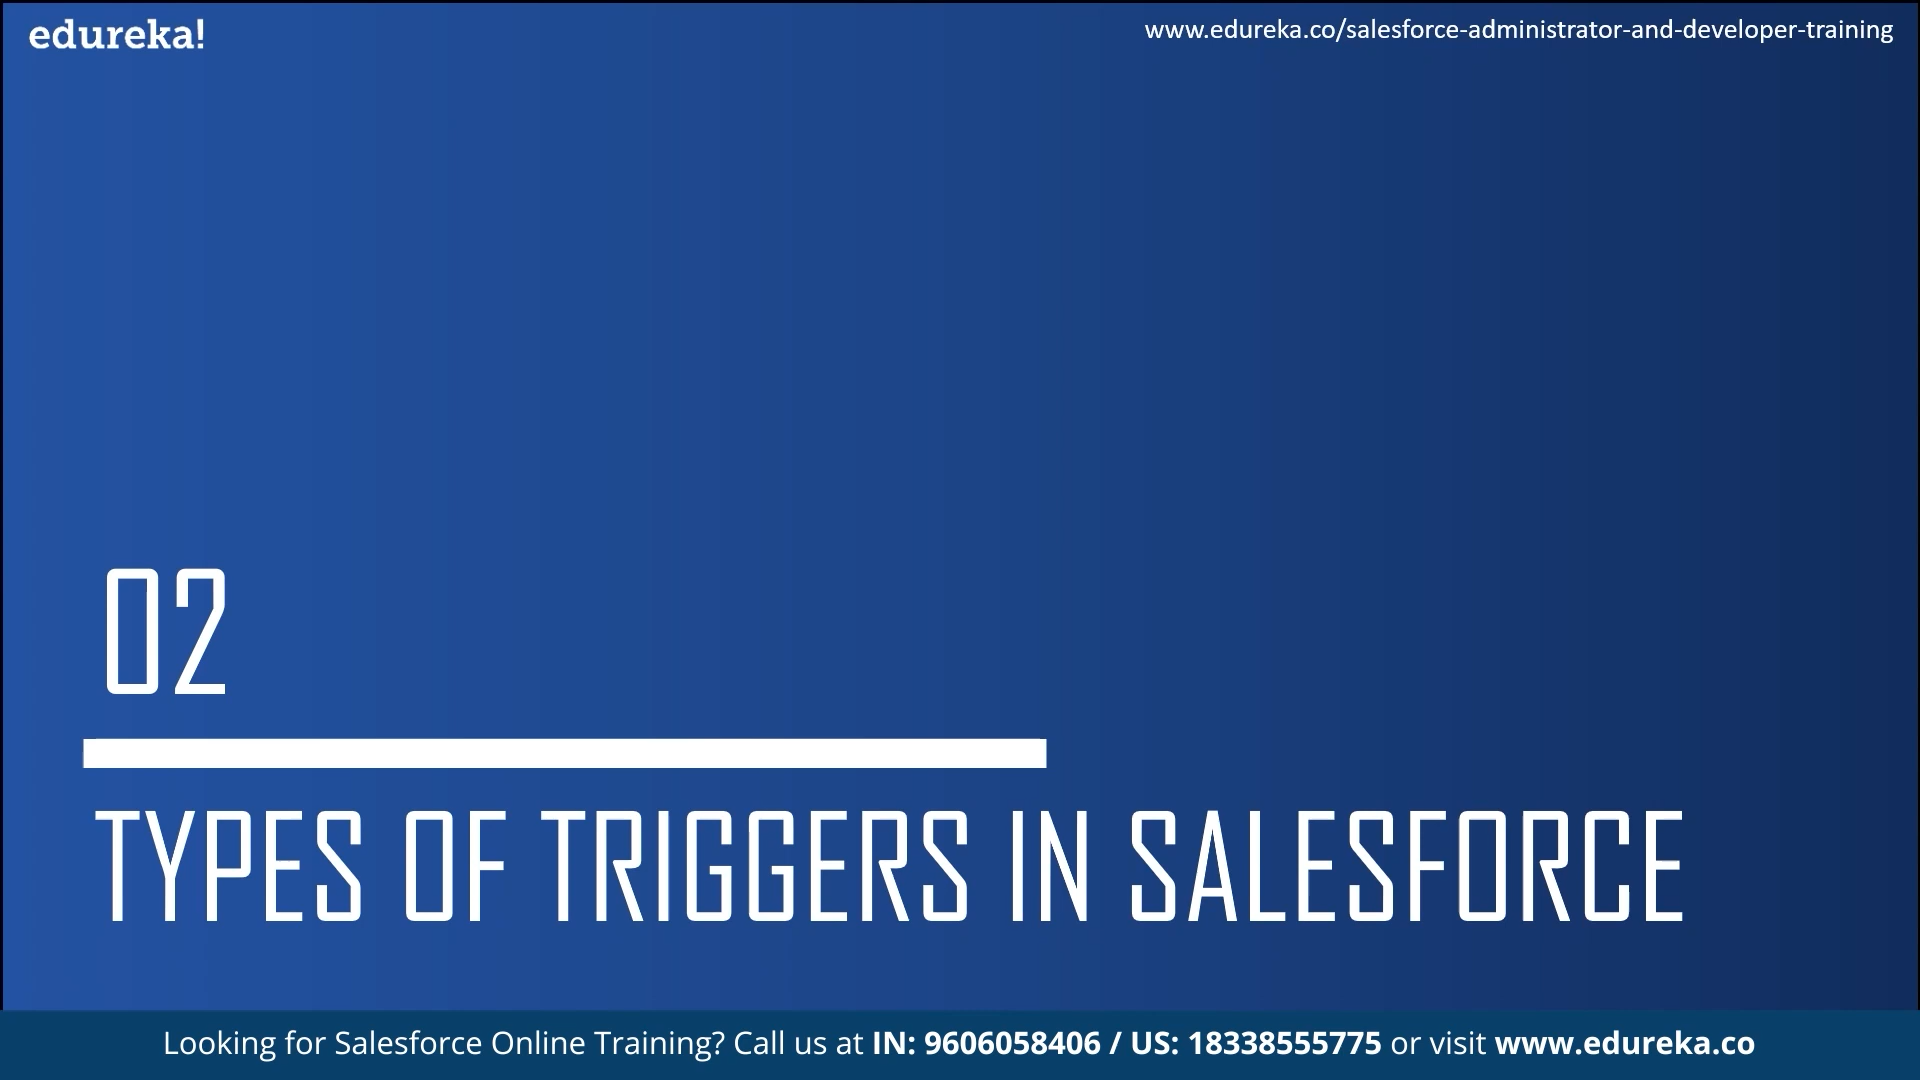 edureka!
www.edureka.co/salesforce-administrator-and-developer-training
02
TYPES OF TRIGGERS IN SALESFORCE
Looking for Salesforce Online Training? Call us at IN: 9606058406 / US: 18338555775 or visit www.edureka.co